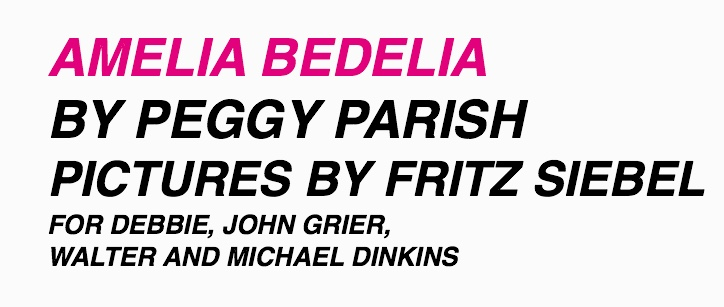 AMELIA BEDELIA
BY PEGGY PARISH
PICTURES BY FRITZ SIEBEL
FOR DEBBIE, JOHN GRIER,
WALTER AND MICHAEL DINKINS